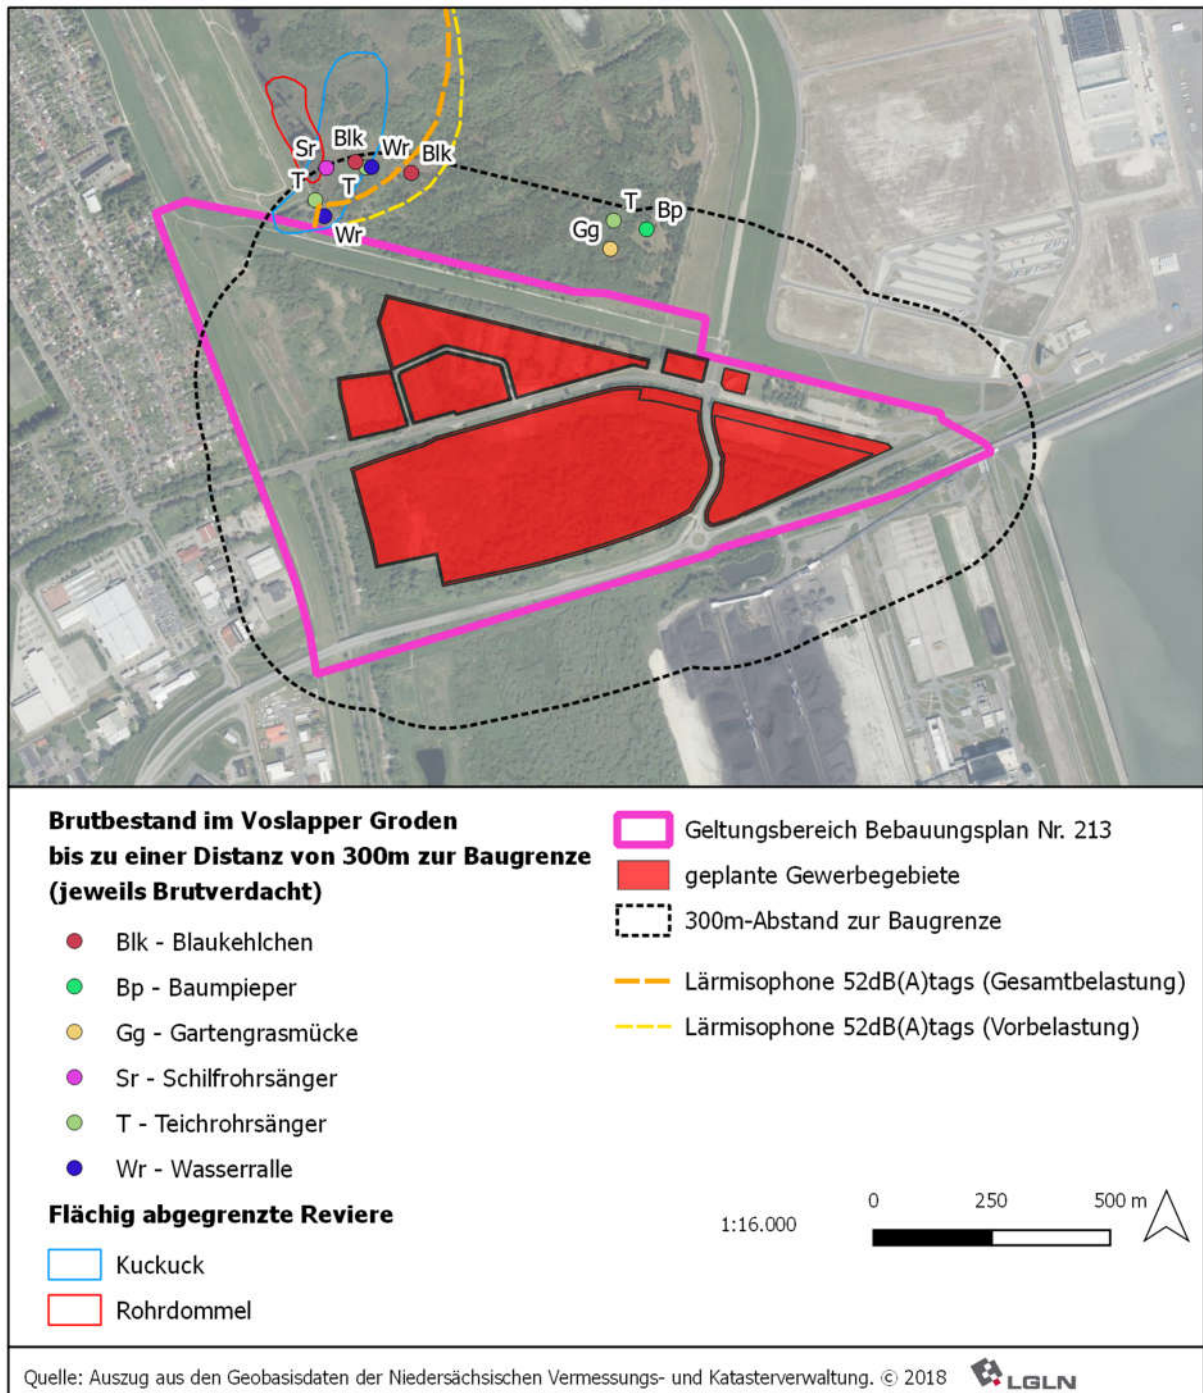 Sr
Blk
Wr
Blk
T
T
Wr
T
Bp
Gg
Brutbestand im Voslapper Groden
bis zu einer Distanz von 300m zur Baugrenze
(jeweils Brutverdacht)
Blk - Blaukehlchen
Bp - Baumpieper
Gg - Gartengrasmücke
Sr - Schilfrohrsänger
T - Teichrohrsänger
Wr - Wasserralle
Flächig abgegrenzte Reviere
Kuckuck
Rohrdommel
Geltungsbereich Bebauungsplan Nr. 213
geplante Gewerbegebiete
300m-Abstand zur Baugrenze
Lärmisophone 52dB(A)tags (Gesamtbelastung)
Lärmisophone 52dB(A)tags (Vorbelastung)
1:16.000
0 250 500 m
Quelle: Auszug aus den Geobasisdaten der Niedersächsischen Vermessungs- und Katasterverwaltung. © 2018 LGLN